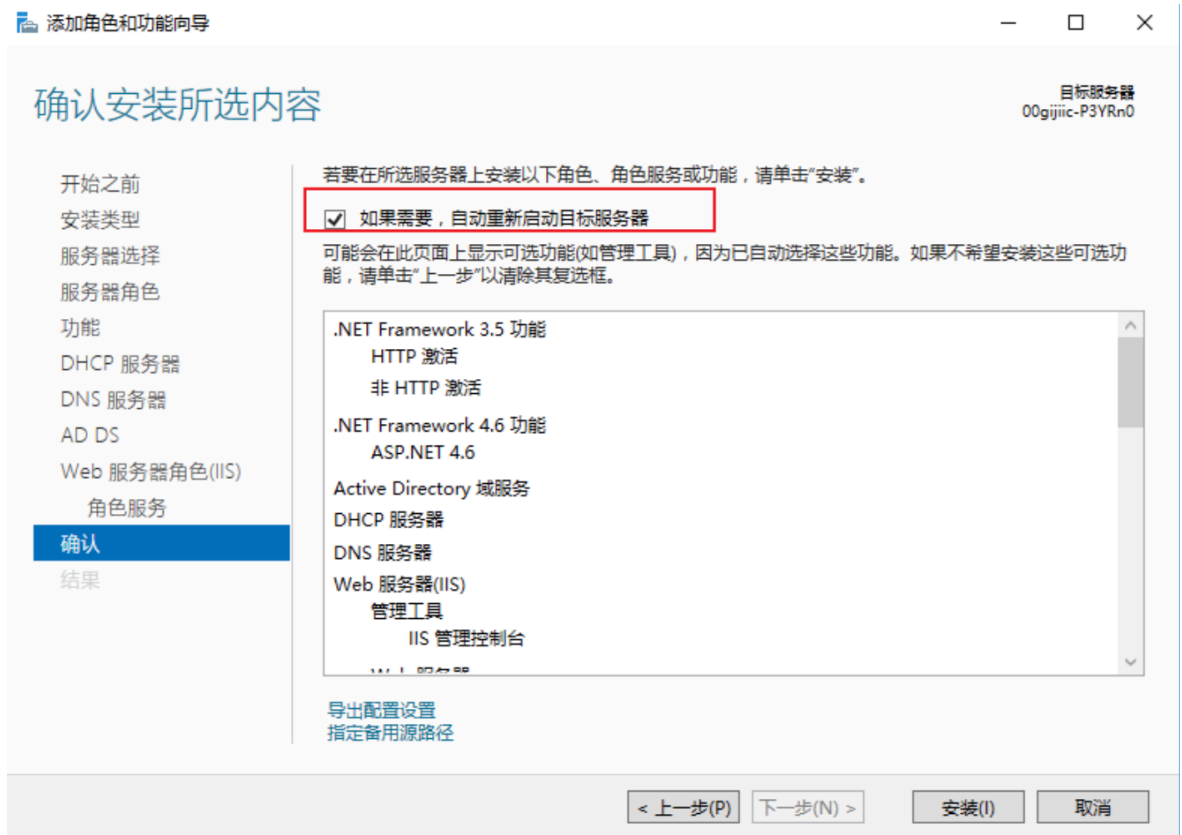 添加角色和功能向导
确认安装所选内容
目标服务器
00gijiic-P3YRn0
开始之前
安装类型
服务器选择
服务器角色
功能
DHCP 服务器
DNS 服务器
AD DS
Web 服务器角色(IIS)
角色服务
确认
结果
若要在所选服务器上安装以下角色、角色服务或功能，请单击“安装”。
如果需要，自动重新启动目标服务器
可能会在此页面上显示可选功能(如管理工具)，因为已自动选择这些功能。如果不希望安装这些可选功
能，请单击“上一步”以清除其复选框。
.NET Framework 3.5 功能
HTTP 激活
非 HTTP 激活
.NET Framework 4.6 功能
ASP.NET 4.6
Active Directory 域服务
DHCP 服务器
DNS 服务器
Web 服务器(IIS)
管理工具
IIS 管理控制台
Web 服务器
导出配置设置
指定备用源路径
< 上一步(P)
下一步(N) >
安装(I)
取消